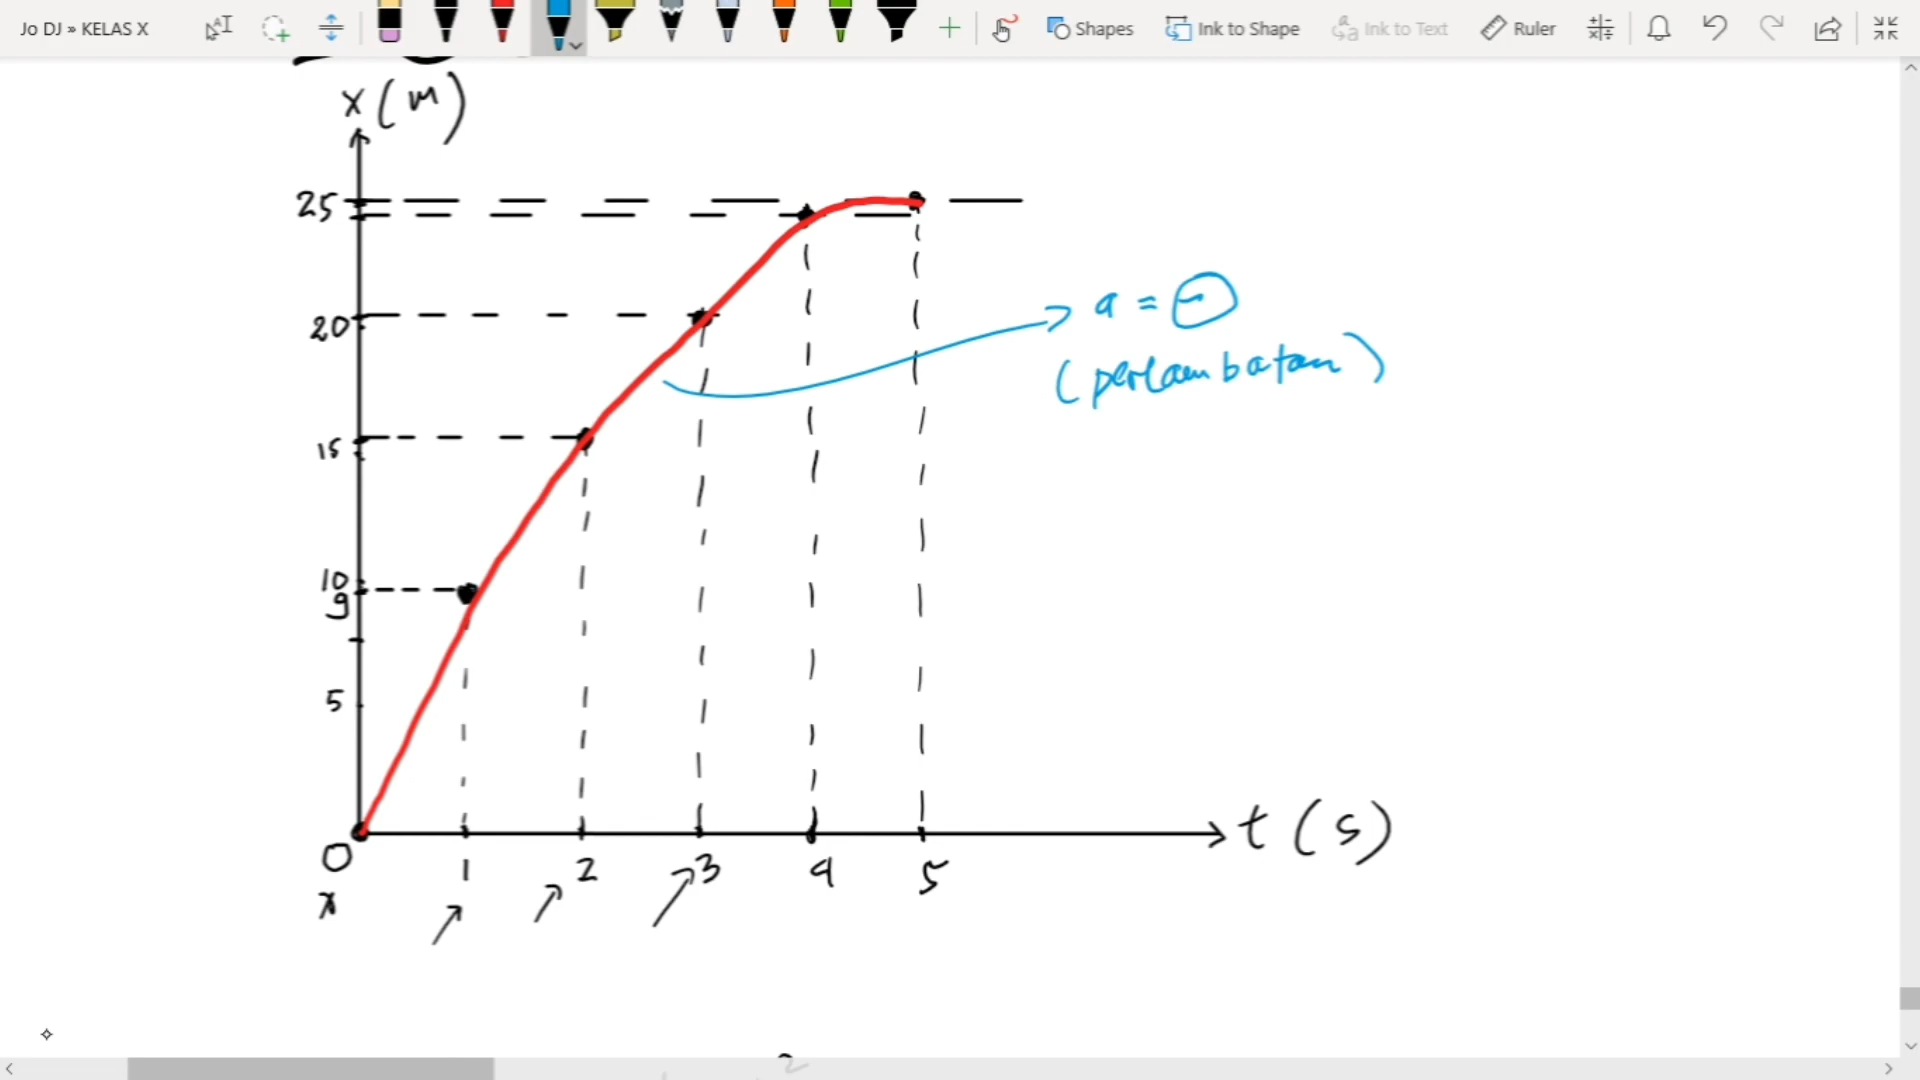 Jo DJ » KELAS X
Shapes
Ink to Shape
Ink to Text
Ruler
x (m)
25
20
15
10
9
5
0
x
1
2
3
4
5
t (s)
a = -
(perlambatan)
2